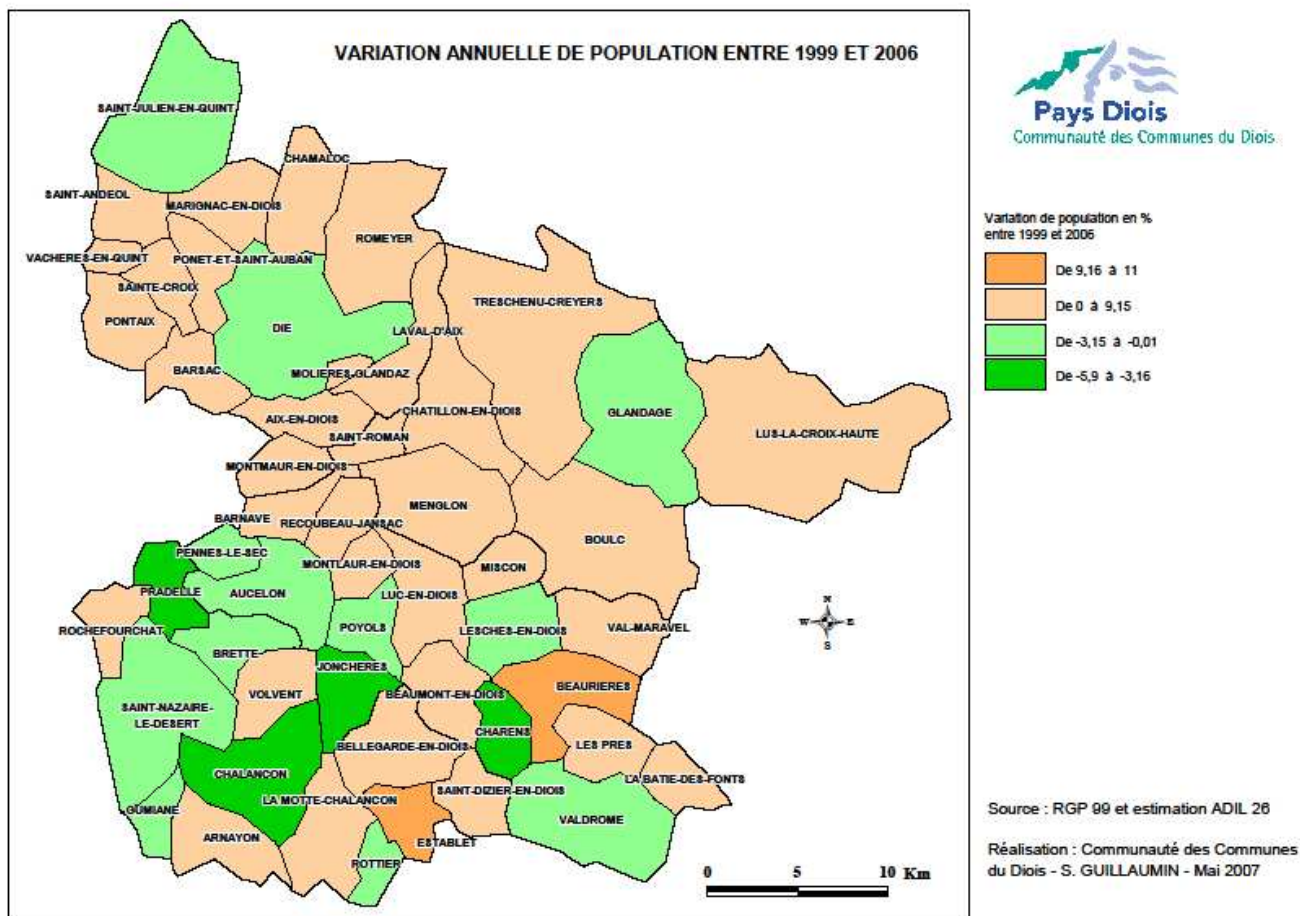 VARIATION ANNUELLE DE POPULATION ENTRE 1999 ET 2006
Pays Diois
Communauté des Communes du Diois
Variation de population en %
entre 1999 et 2006
De 9,16 à 11
De 0 à 9,15
De -3,15 à -0,01
De -5,9 à -3,16
SAINT-JULIEN-EN-QUINT
CHAMALOC
SAINT-ANDEOL
MARIGNAC-EN-DIOIS
ROMEYER
VACHERES-EN-QUINT
PONET-ET-SAINT-AUBAN
SAINTE-CROIX
TRESCHENU-CREYERS
PONTAIX
DIE
LAVAL-D'AIX
BARSAC
MOLIERES-GLANDAZ
AIX-EN-DIOIS
CHATILLON-EN-DIOIS
GLANDAGE
LUS-LA-CROIX-HAUTE
SAINT-ROMAN
MONTMAUR-EN-DIOIS
MENGLON
BARNAVE
RECOUBEAU-JANSAC
BOULC
PENNES-LE-SEC
MONTLAUR-EN-DIOIS
MISCON
PRADELLE
AUCELON
LUC-EN-DIOIS
ROCHEFOURCHAT
POYOLS
LESCHES-EN-DIOIS
VAL-MARAVEL
BRETTE
JONCHERES
VOLVENT
BEAUMONT-EN-DIOIS
BEAURIERES
SAINT-NAZAIRE-
LE-DESERT
CHARENS
BELLEGARDE-EN-DIOIS
LES PRES
CHALANCON
LA BATIE-DES-FONTS
LA MOTTE-CHALANCON
SAINT-DIZIER-EN-DIOIS
GUMIANE
VALDROME
ARNAYON
ESTABLET
ROTTIER
N
W E
S
0 5 10 Km
Source : RGP 99 et estimation ADIL 26
Réalisation : Communauté des Communes
du Diois - S. GUILLAUMIN - Mai 2007